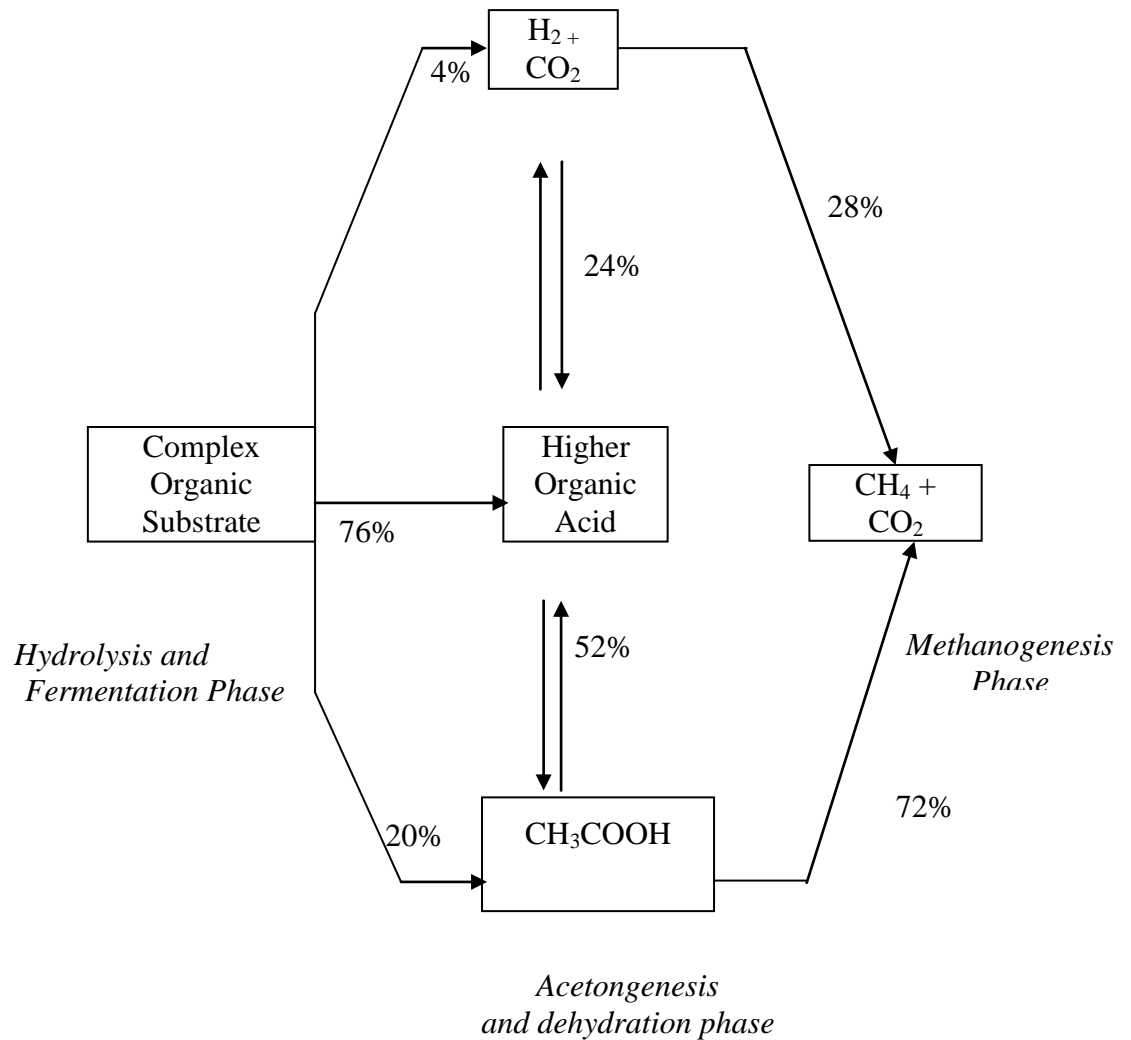 H₂ +
CO₂
4%
28%
24%
Complex
Organic
Substrate
Higher
Organic
Acid
CH₄ +
CO₂
76%
Hydrolysis and
Fermentation Phase
52%
Methanogenesis
Phase
20%
CH₃COOH
72%
Acetongenesis
and dehydration phase